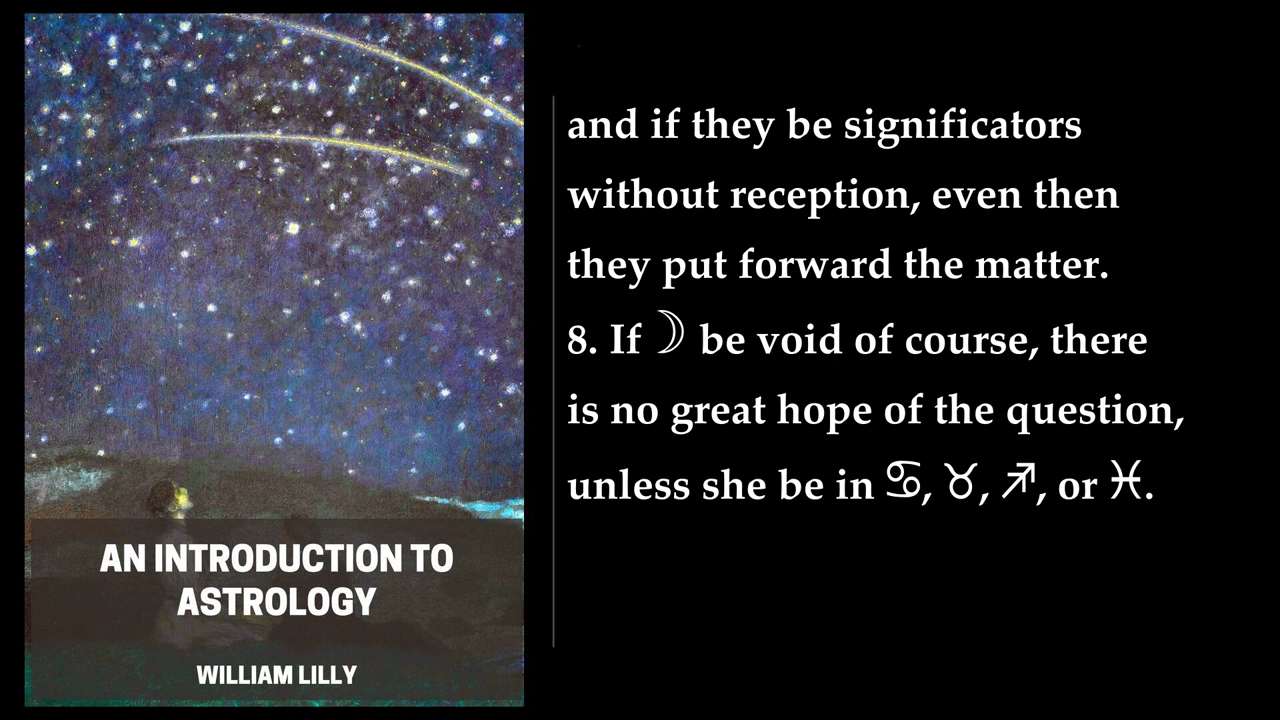 AN INTRODUCTION TO
ASTROLOGY
WILLIAM LILLY
and if they be significators
without reception, even then
they put forward the matter.
8. If ☽ be void of course, there
is no great hope of the question,
unless she be in ♋, ♉, ♐, or ♓.